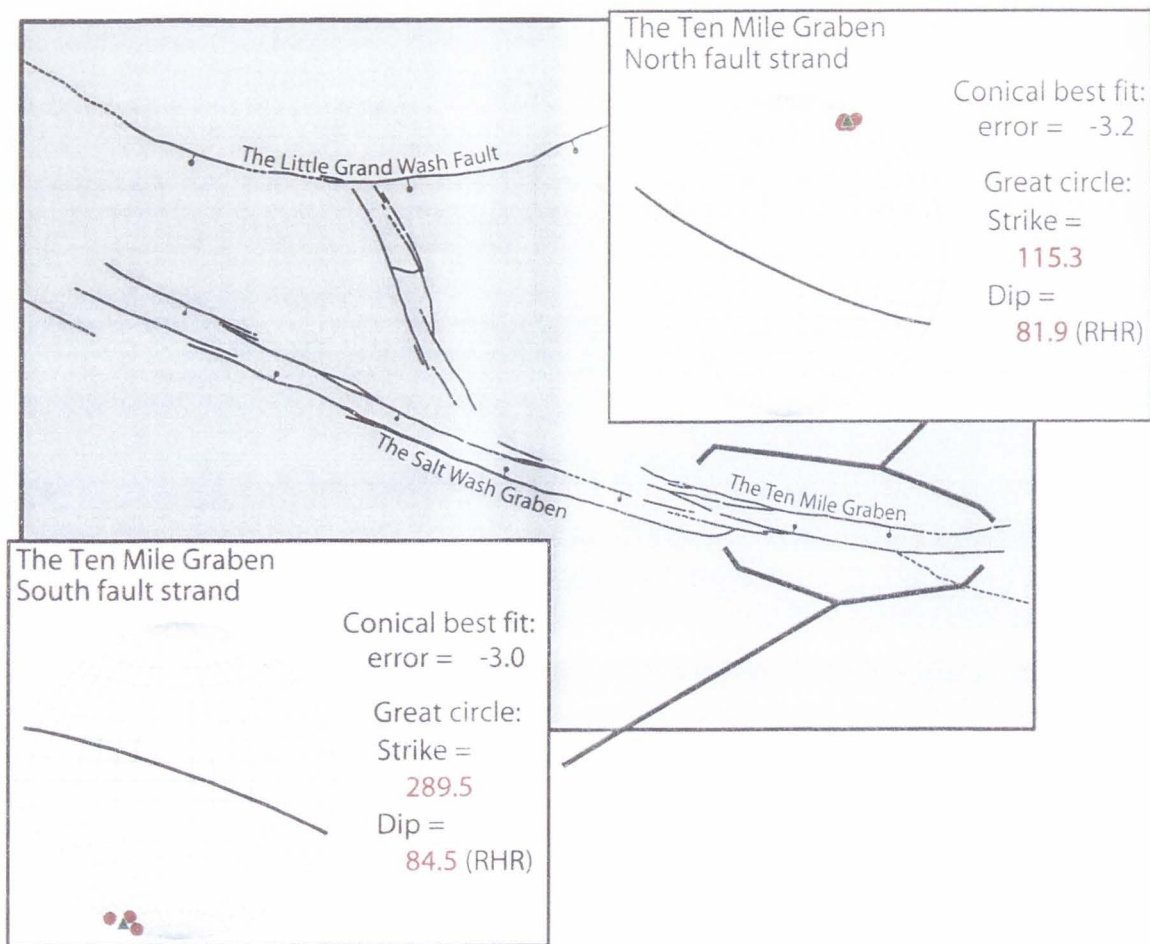 The Ten Mile Graben
North fault strand
Conical best fit:
error = -3.2
Great circle:
Strike =
115.3
Dip =
81.9 (RHR)
The Little Grand Wash Fault
The Salt Wash Graben
The Ten Mile Graben
The Ten Mile Graben
South fault strand
Conical best fit:
error = -3.0
Great circle:
Strike =
289.5
Dip =
84.5 (RHR)